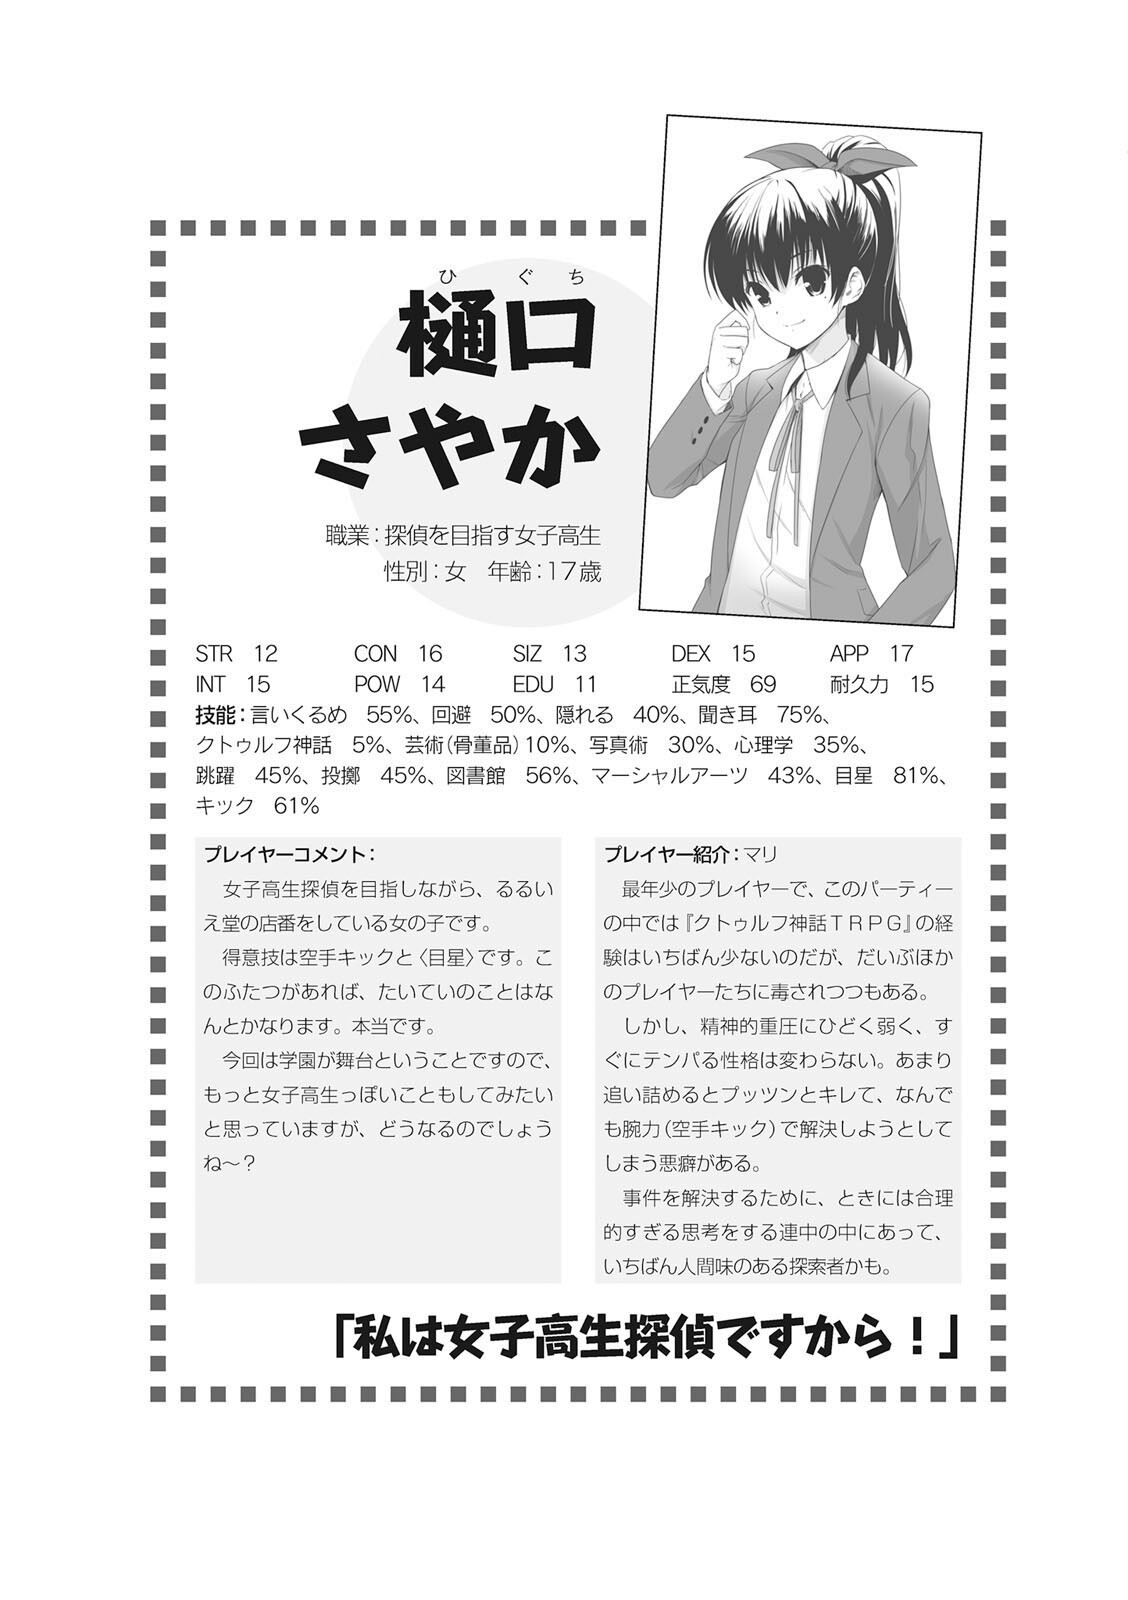 ひぐち
樋口
さやか
職業：探偵を目指す女子高生
性別：女　年齢：17歳
STR　12　CON　16　SIZ　13　DEX　15　APP　17
INT　15　POW　14　EDU　11　正気度　69　耐久力　15
技能：言いくるめ　55%、回避　50%、隠れる　40%、聞き耳　75%、
クトゥルフ神話　5%、芸術（骨董品）10%、写真術　30%、心理学　35%、
跳躍　45%、投擲　45%、図書館　56%、マーシャルアーツ　43%、目星　81%、
キック　61%
プレイヤーコメント：
　女子高生探偵を目指しながら、るるい
え堂の店番をしている女の子です。
　得意技は空手キックと〈目星〉です。こ
のふたつがあれば、たいていのことはな
んとかなります。本当です。
　今回は学園が舞台ということですので、
もっと女子高生っぽいこともしてみたい
と思っていますが、どうなるのでしょう
ね〜？
プレイヤー紹介：マリ
　最年少のプレイヤーで、このパーティー
の中では『クトゥルフ神話ＴＲＰＧ』の経
験はいちばん少ないのだが、だいぶほか
のプレイヤーたちに毒されつつもある。
　しかし、精神的重圧にひどく弱く、す
ぐにテンパる性格は変わらない。あまり
追い詰めるとプッツンとキレて、なんで
も腕力（空手キック）で解決しようとして
しまう悪癖がある。
　事件を解決するために、ときには合理
的すぎる思考をする連中の中にあって、
いちばん人間味のある探索者かも。
「私は女子高生探偵ですから！」